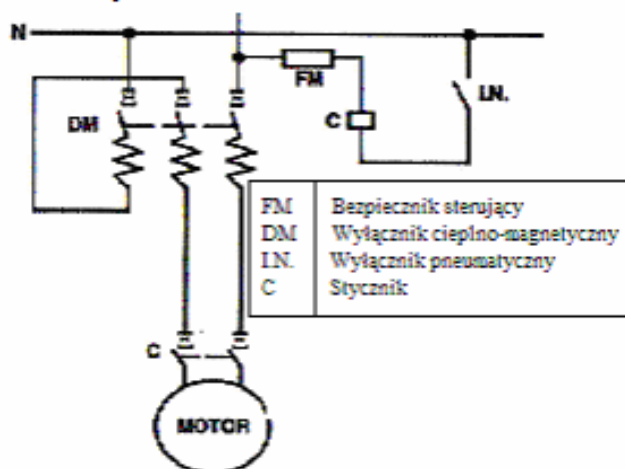 N
FM
I.N.
C
DM
FM Bezpiecznik sterujący
DM Wyłącznik cieplno-magnetyczny
I.N. Wyłącznik pneumatyczny
C Stycznik
C
MOTOR